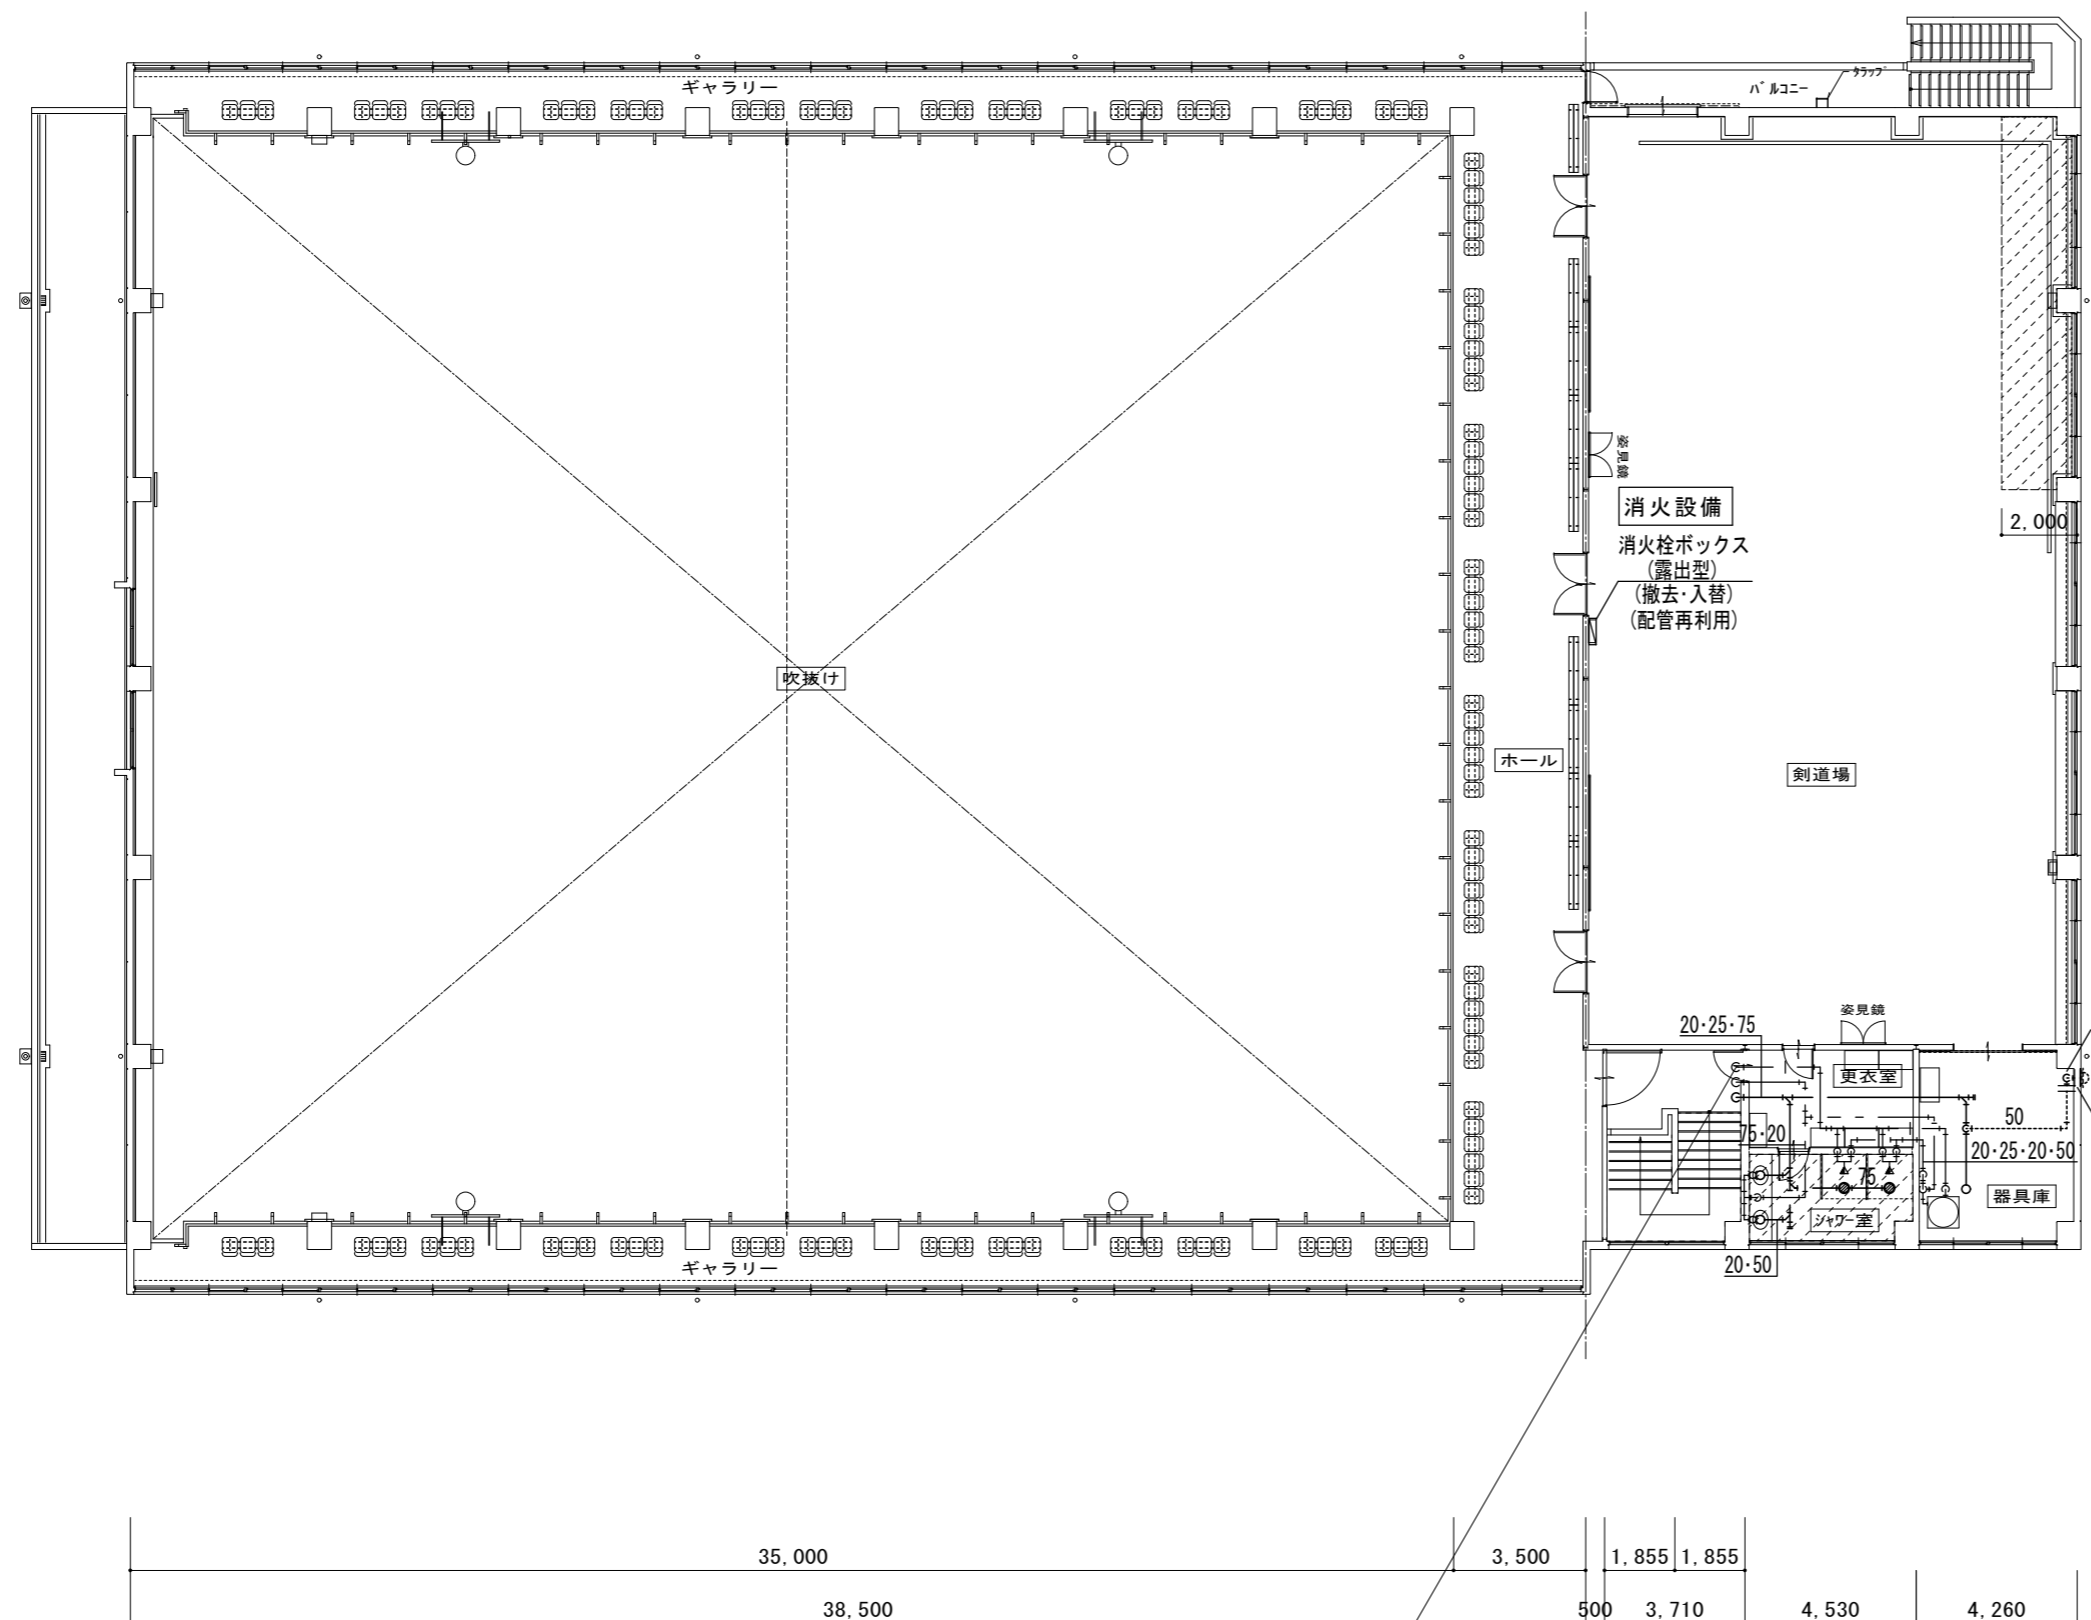 ギャラリー
バルコニー
タラップ
姿見鏡
消火設備
消火栓ボックス
(露出型)
(撤去・入替)
(配管再利用)
2,000
吹抜け
ホール
剣道場
姿見鏡
20・25・75
更衣室
50
75・20
20・25・20・50
75
器具庫
シャワー室
20・50
ギャラリー
35,000
3,500
1,855
1,855
38,500
500
3,710
4,530
4,260